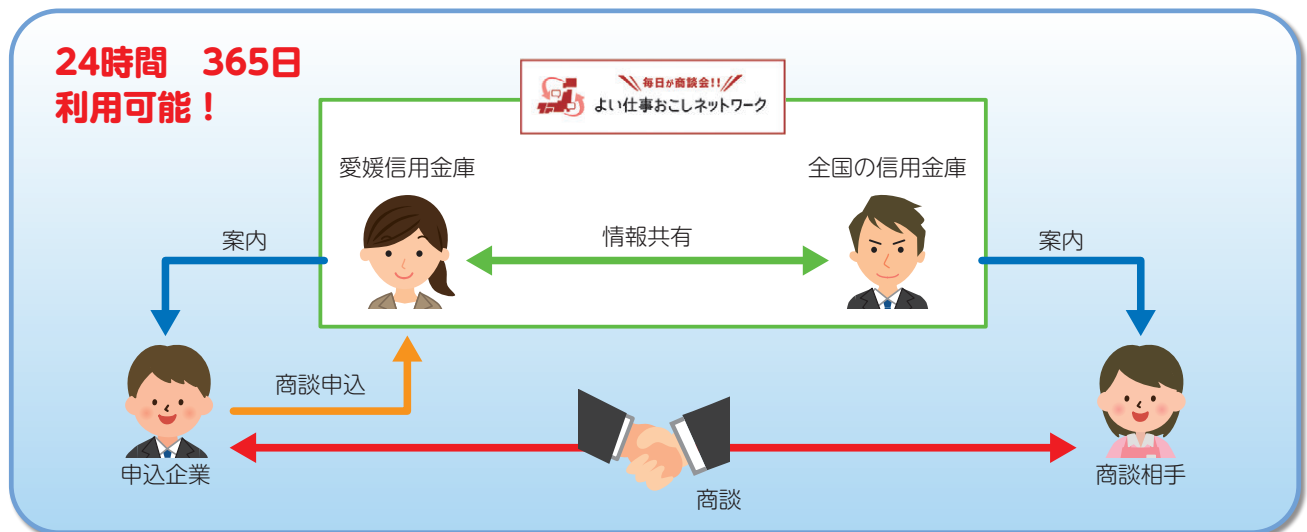 24時間　365日
利用可能！
毎日が商談会!!
よい仕事おこしネットワーク
愛媛信用金庫
全国の信用金庫
案内
情報共有
案内
商談申込
申込企業
商談
商談相手